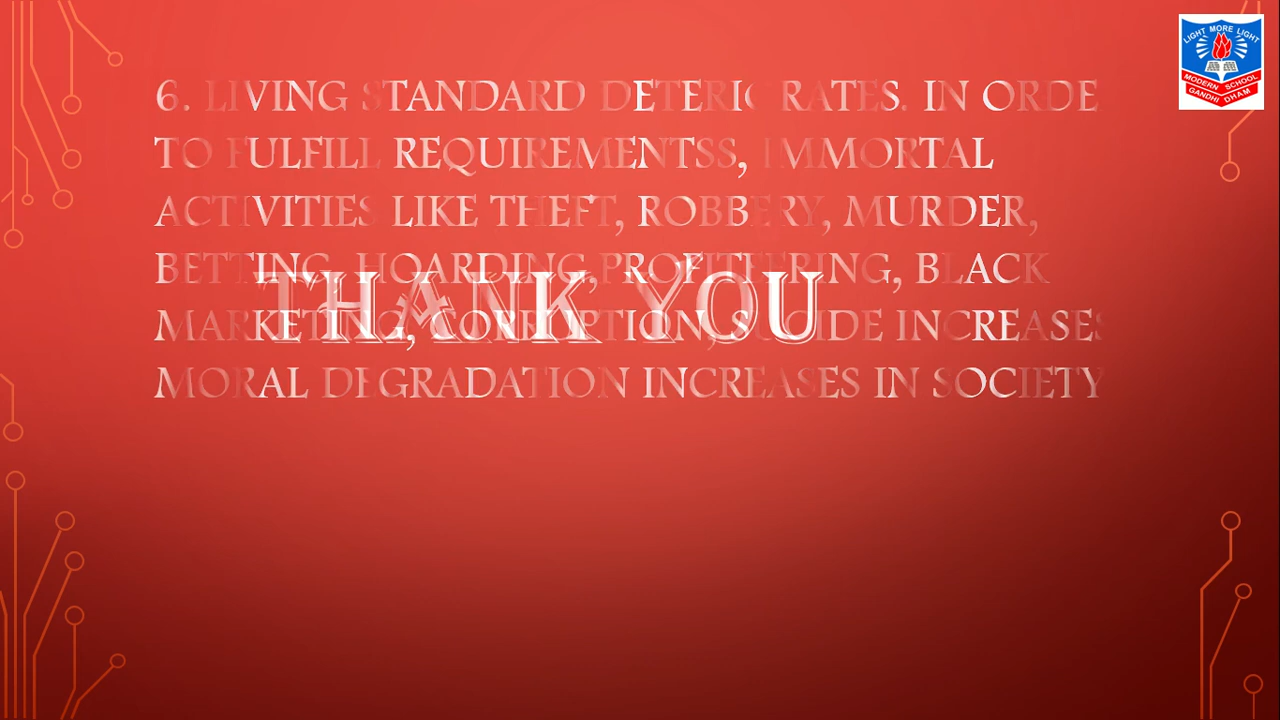 LIGHT MORE LIGHT
MODERN SCHOOL
GANDHI DHAM
6. LIVING STANDARD DETERIORATES. IN ORDE
TO FULFILL REQUIREMENTSS, IMMORTAL
ACTIVITIES LIKE THEFT, ROBBERY, MURDER,
BETTING, HOARDING,PROFITEERING, BLACK
MARKETING, CORRUPTION, SUCIDE INCREASES
MORAL DEGRADATION INCREASES IN SOCIETY
THANK YOU